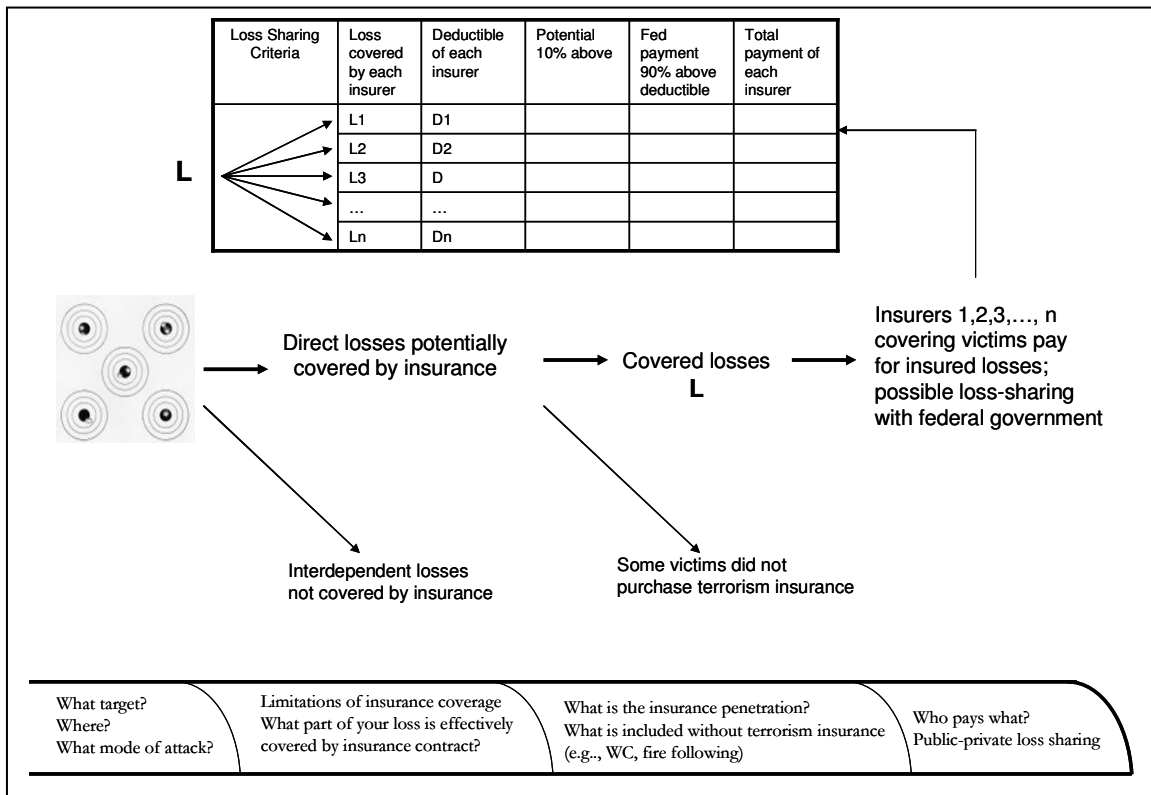 Loss Sharing
Criteria
Loss
covered
by each
insurer
Deductible
of each
insurer
Potential
10% above
Fed
payment
90% above
deductible
Total
payment of
each
insurer
L1
D1
L2
D2
L3
D
…
…
Ln
Dn
L
Direct losses potentially
covered by insurance
Covered losses
L
Insurers 1,2,3,…, n
covering victims pay
for insured losses;
possible loss-sharing
with federal government
Interdependent losses
not covered by insurance
Some victims did not
purchase terrorism insurance
What target?
Where?
What mode of attack?
Limitations of insurance coverage
What part of your loss is effectively
covered by insurance contract?
What is the insurance penetration?
What is included without terrorism insurance
(e.g.., WC, fire following)
Who pays what?
Public-private loss sharing